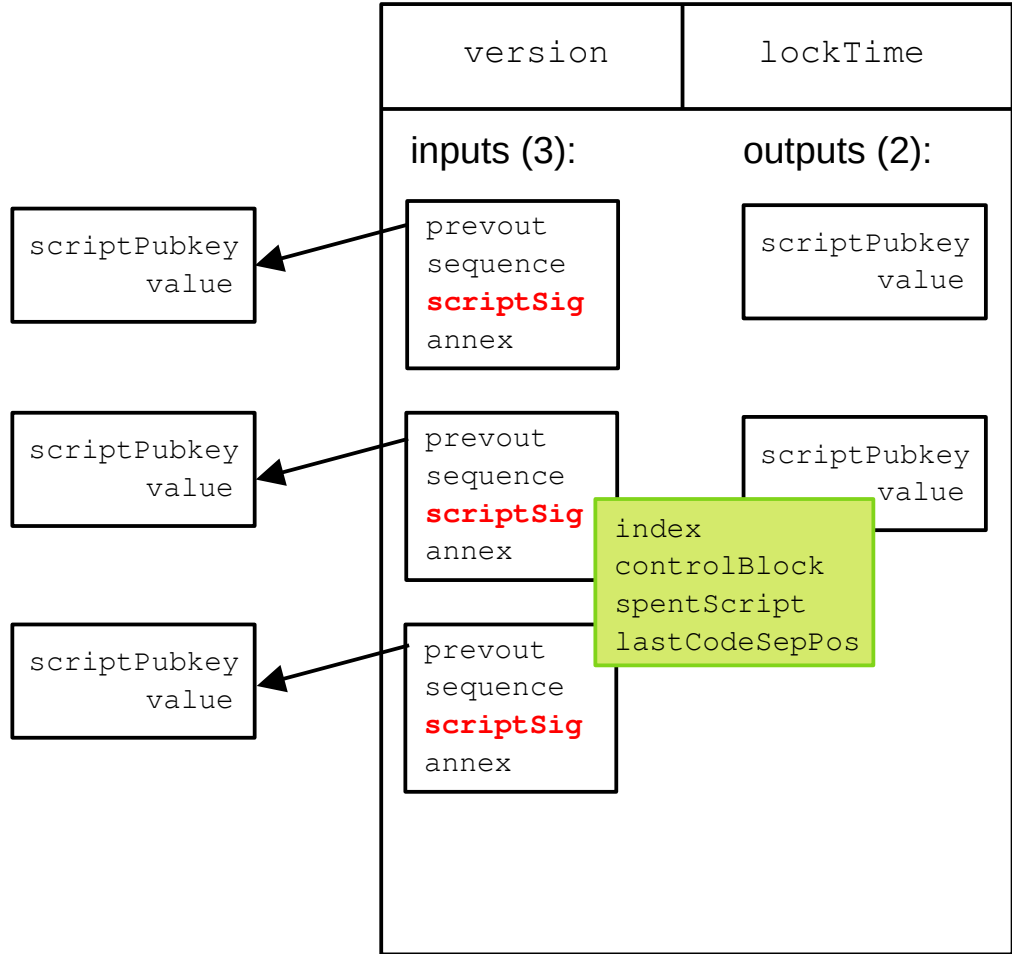 version
lockTime
inputs (3):
outputs (2):
scriptPubkey
value
prevout
sequence
scriptSig
annex
scriptPubkey
value
scriptPubkey
value
prevout
sequence
scriptSig
annex
scriptPubkey
value
index
controlBlock
spentScript
lastCodeSepPos
scriptPubkey
value
prevout
sequence
scriptSig
annex